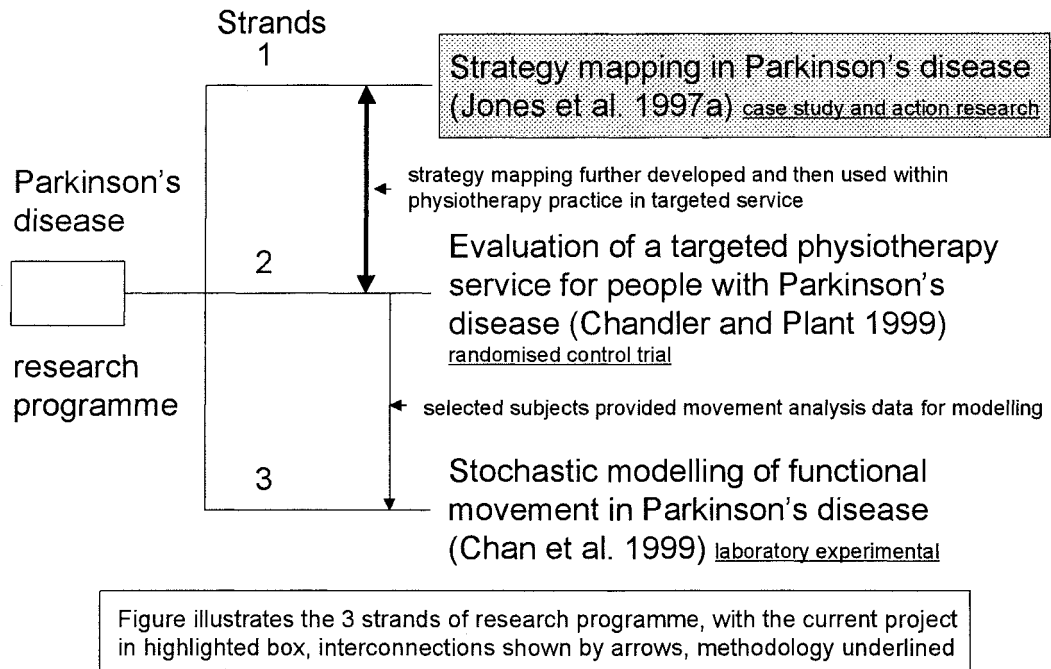 Strands
1
Strategy mapping in Parkinson's disease
(Jones et al. 1997a) case study and action research
strategy mapping further developed and then used within
physiotherapy practice in targeted service
Parkinson's
disease
research
programme
2
Evaluation of a targeted physiotherapy
service for people with Parkinson's
disease (Chandler and Plant 1999)
randomised control trial
selected subjects provided movement analysis data for modelling
3
Stochastic modelling of functional
movement in Parkinson's disease
(Chan et al. 1999) laboratory experimental
Figure illustrates the 3 strands of research programme, with the current project
in highlighted box, interconnections shown by arrows, methodology underlined